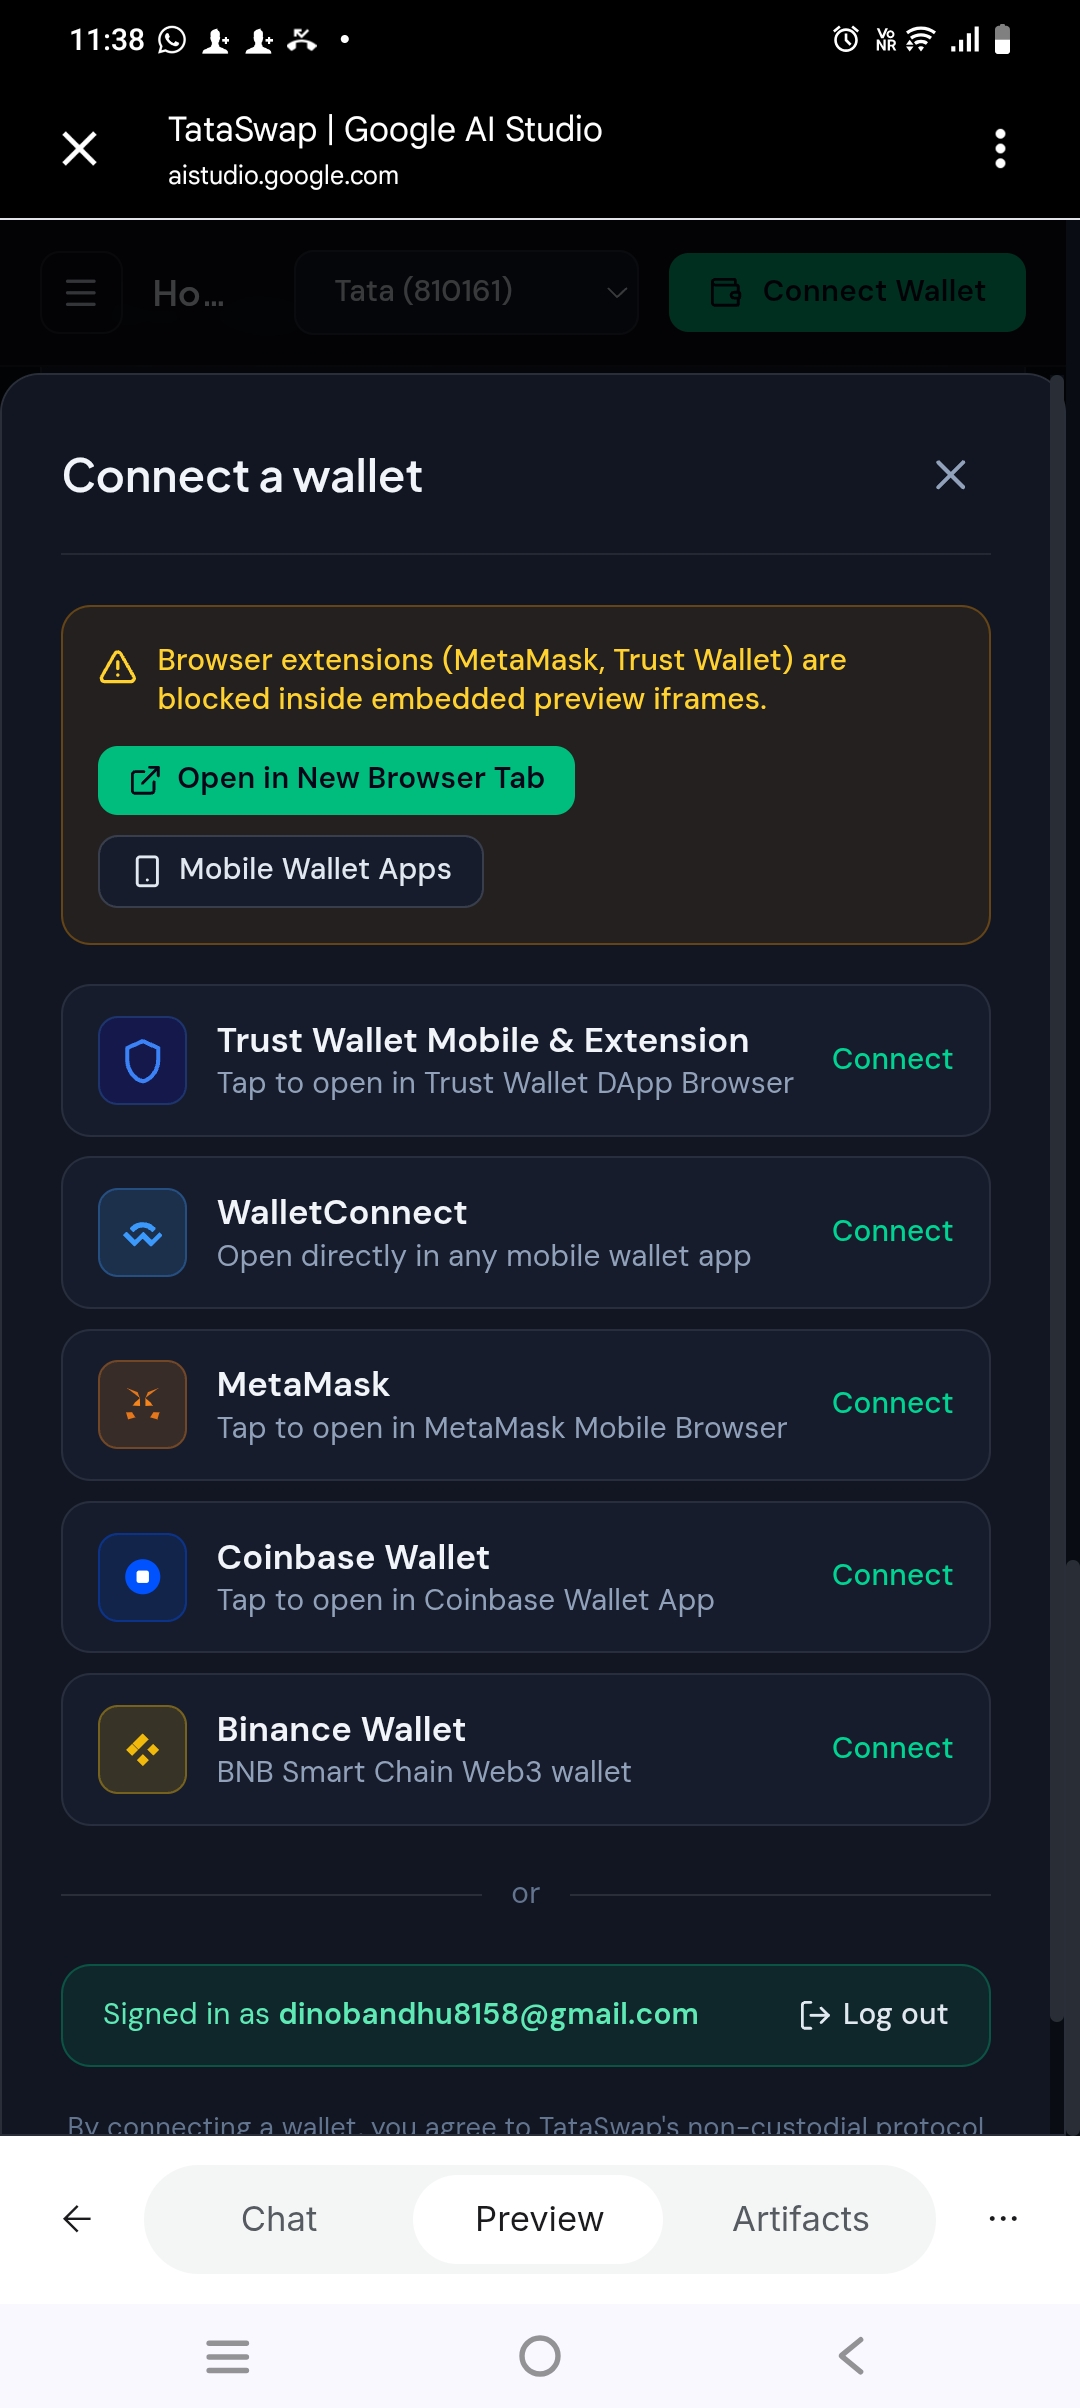 11:38
Vo
NR
TataSwap | Google AI Studio
aistudio.google.com
Ho...
Tata (810161)
Connect Wallet
Connect a wallet
Browser extensions (MetaMask, Trust Wallet) are
blocked inside embedded preview iframes.
Open in New Browser Tab
Mobile Wallet Apps
Trust Wallet Mobile & Extension
Tap to open in Trust Wallet DApp Browser
Connect
WalletConnect
Open directly in any mobile wallet app
Connect
MetaMask
Tap to open in MetaMask Mobile Browser
Connect
Coinbase Wallet
Tap to open in Coinbase Wallet App
Connect
Binance Wallet
BNB Smart Chain Web3 wallet
Connect
or
Signed in as dinobandhu8158@gmail.com
Log out
By connecting a wallet, you agree to TataSwap's non-custodial protocol
Chat
Preview
Artifacts